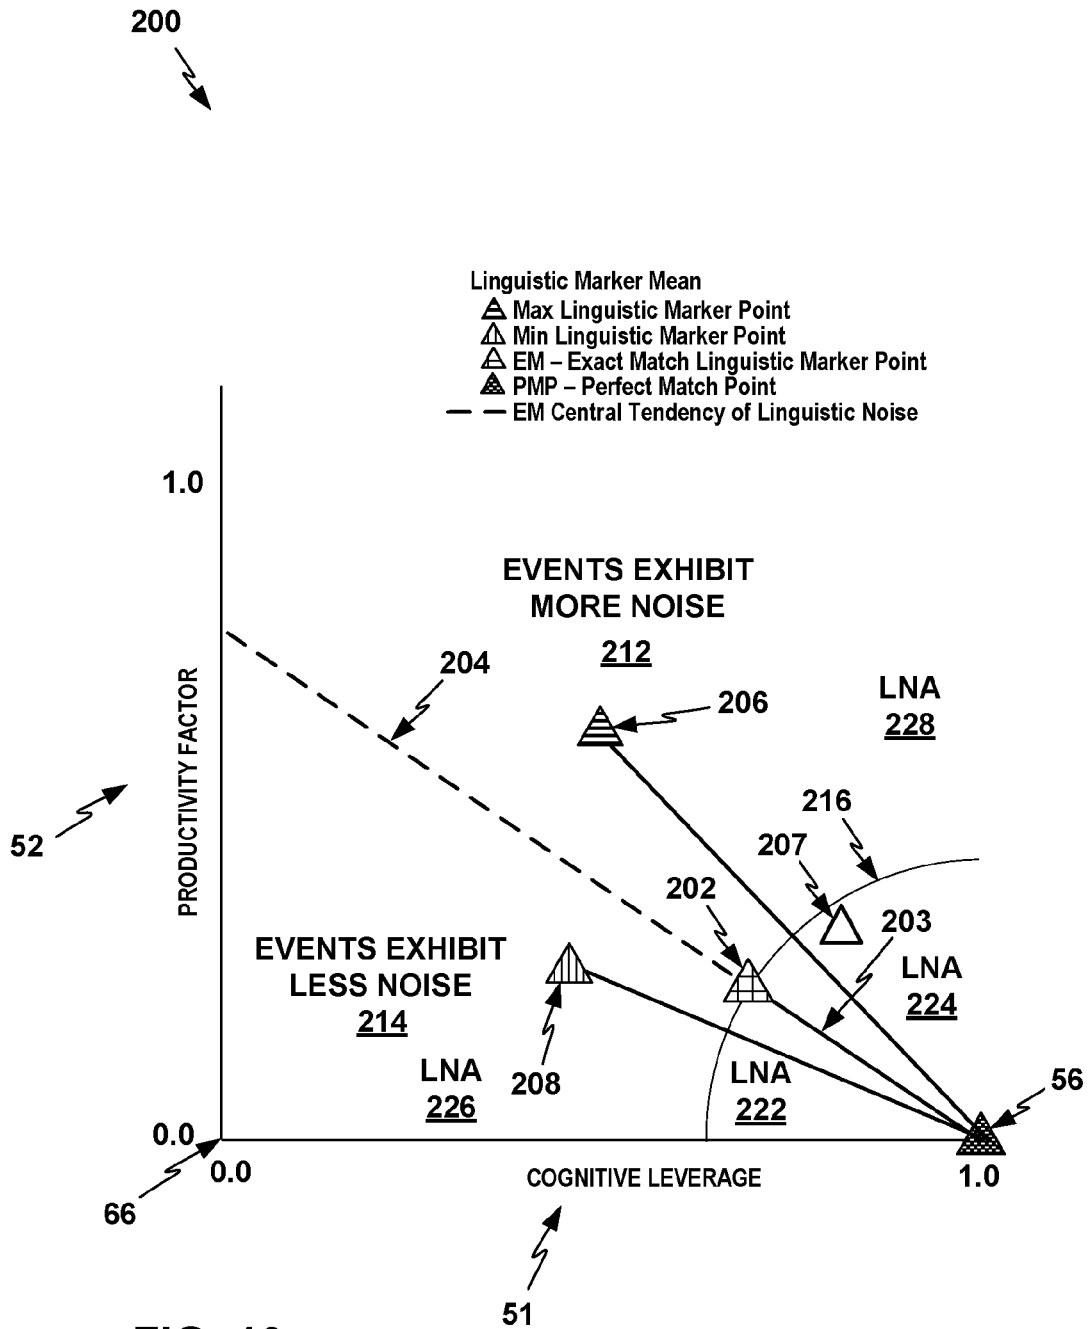 200
Linguistic Marker Mean
Max Linguistic Marker Point
Min Linguistic Marker Point
EM – Exact Match Linguistic Marker Point
PMP – Perfect Match Point
EM Central Tendency of Linguistic Noise
1.0
EVENTS EXHIBIT
MORE NOISE
212
204
206
LNA
228
PRODUCTIVITY FACTOR
52
216
207
202
203
EVENTS EXHIBIT
LESS NOISE
214
LNA
224
LNA
226
208
LNA
222
56
0.0
0.0
COGNITIVE LEVERAGE
1.0
66
51